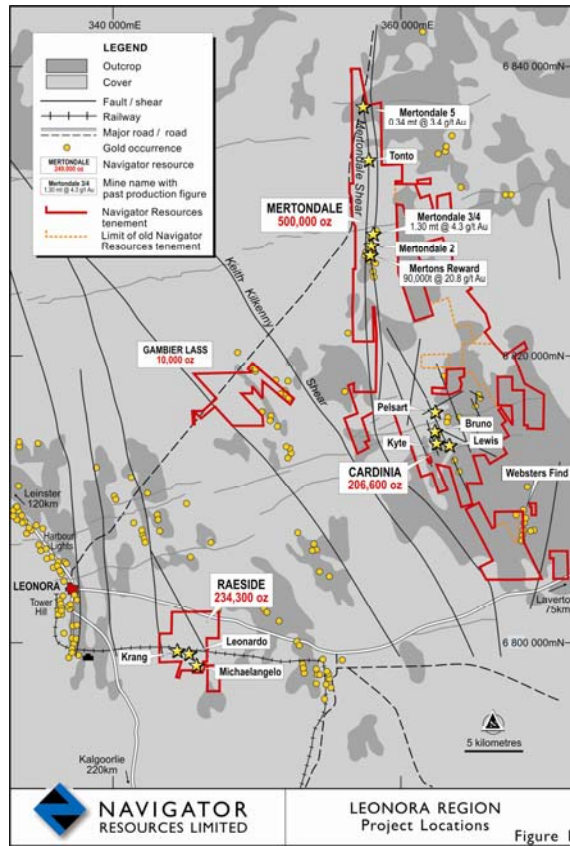 340 000mE
360 000mE
LEGEND
Outcrop
Cover
Fault / shear
Railway
Major road / road
Gold occurrence
MERTONDALE
249,000 oz
Navigator resource
Mertondale 3/4
1.30 mt @ 4.3 g/t Au
Mine name with
past production figure
Navigator Resources
tenement
Limit of old Navigator
Resources tenement
6 840 000mN
Mertondale 5
0.34 mt @ 3.4 g/t Au
Tonto
Mertondale Shear
MERTONDALE
500,000 oz
Mertondale 3/4
1.30 mt @ 4.3 g/t Au
Mertondale 2
Mertons Reward
90,000t @ 20.8 g/t Au
Keith Kilkenny
Shear
GAMBIER LASS
10,000 oz
6 820 000mN
Pelsart
Bruno
Kyte
Lewis
CARDINIA
206,600 oz
Websters Find
Leinster
120km
Harbour
Lights
LEONORA
Tower
Hill
RAESIDE
234,300 oz
Laverton
75km
Leonardo
Krang
Michaelangelo
6 800 000mN
Kalgoorlie
220km
5 kilometres
NAVIGATOR
RESOURCES LIMITED
LEONORA REGION
Project Locations
Figure 1